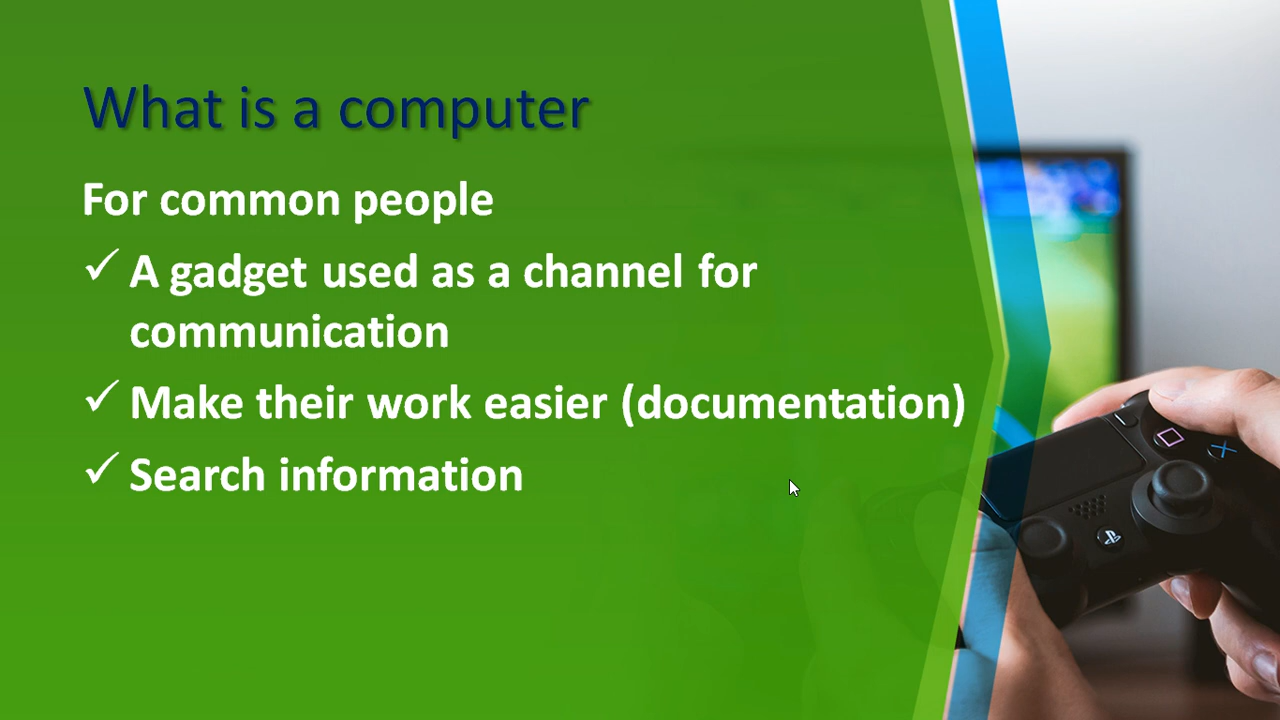 What is a computer
For common people
✓ A gadget used as a channel for
communication
✓ Make their work easier (documentation)
✓ Search information